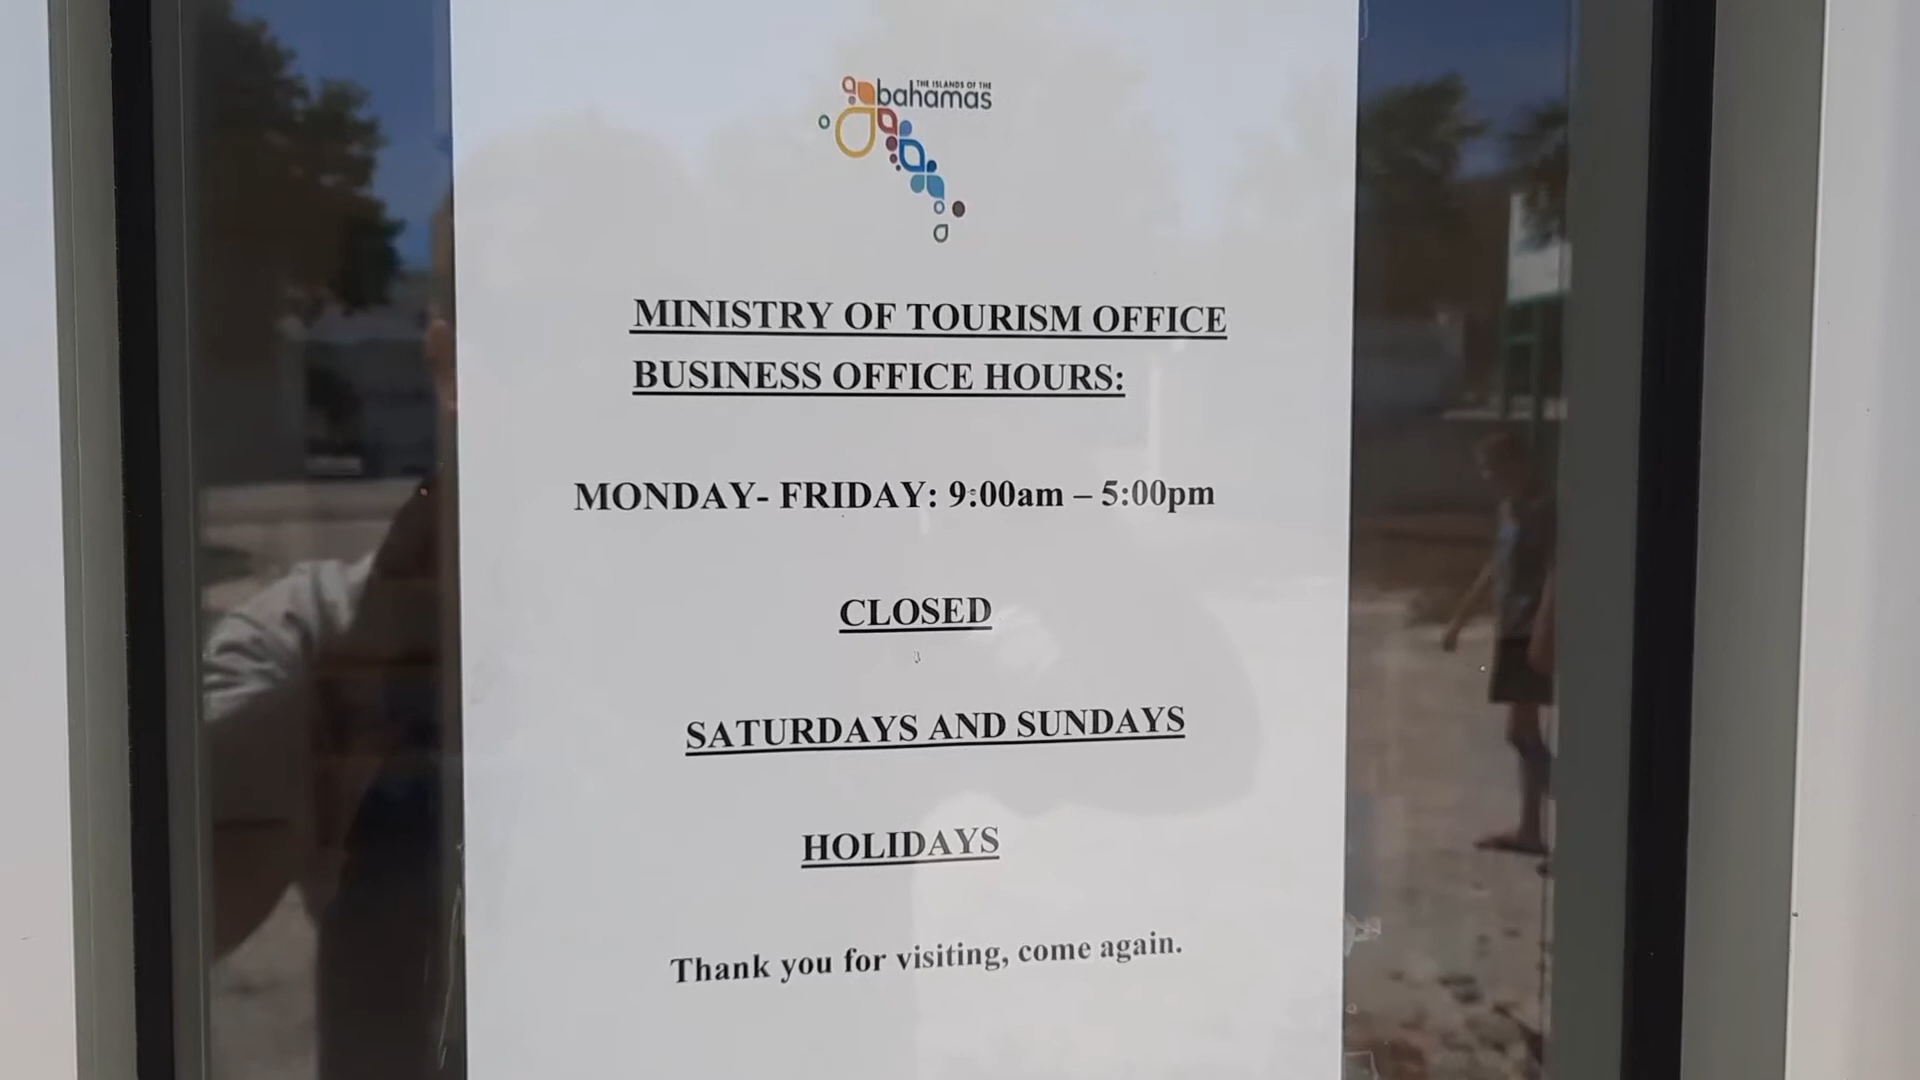 THE ISLANDS OF THE
bahamas
MINISTRY OF TOURISM OFFICE
BUSINESS OFFICE HOURS:
MONDAY- FRIDAY: 9:00am – 5:00pm
CLOSED
SATURDAYS AND SUNDAYS
HOLIDAYS
Thank you for visiting, come again.